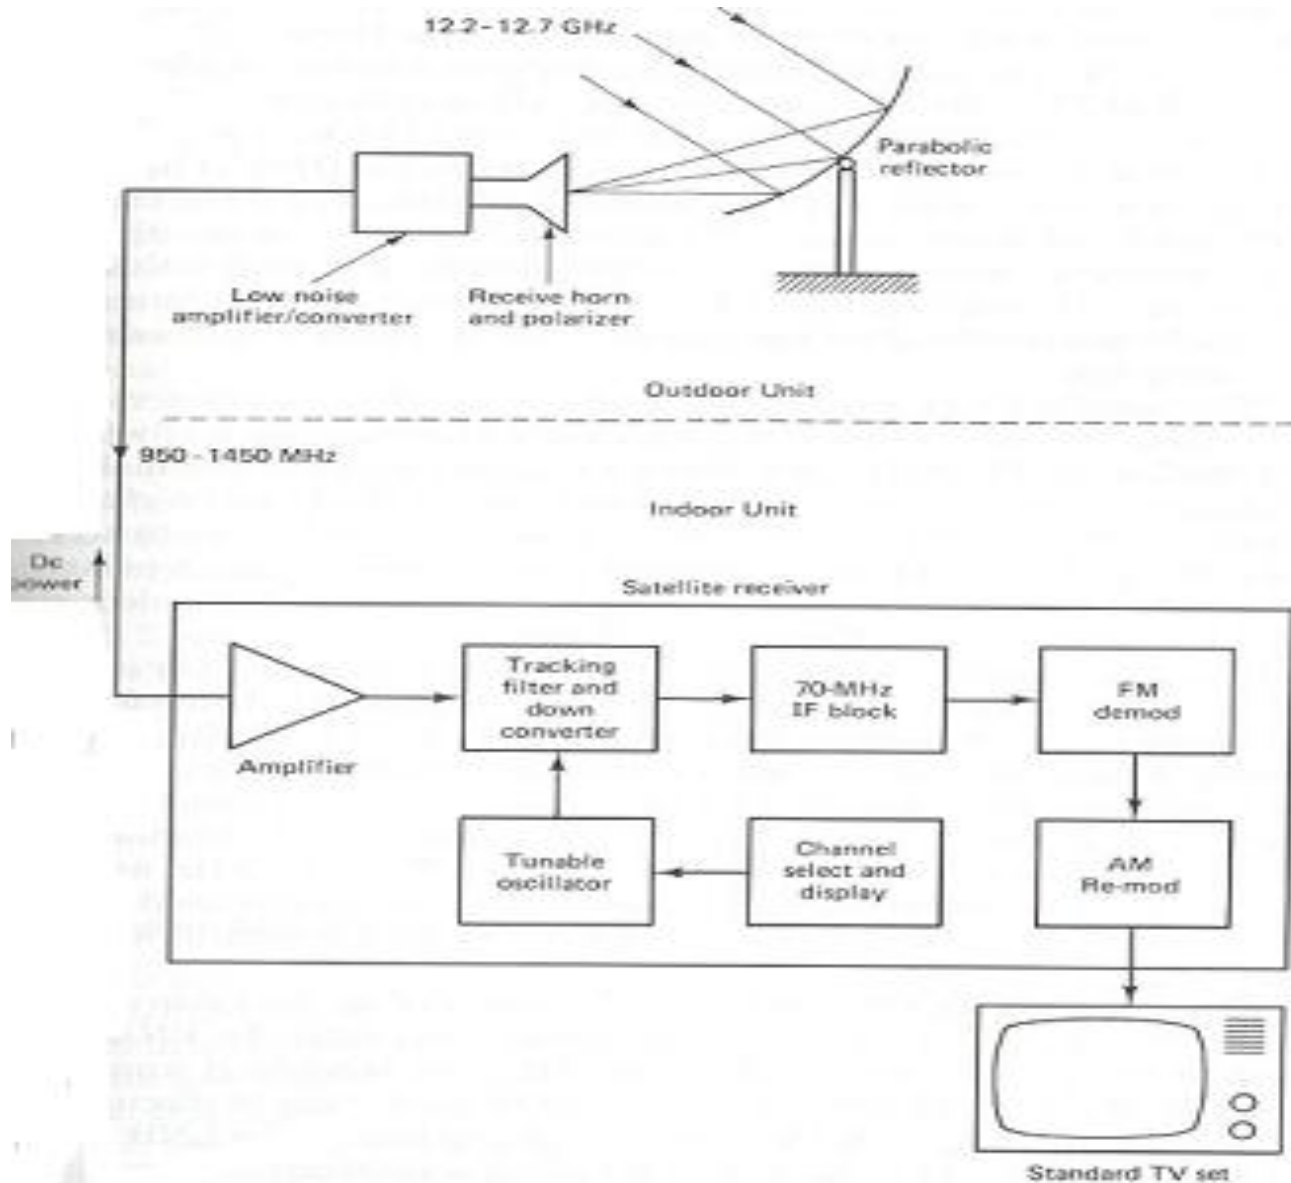 12.2-12.7 GHz
Parabolic
reflector
Low noise
amplifier/converter
Receive horn
and polarizer
Outdoor Unit
950-1450 MHz
Indoor Unit
Dc
power
Satellite receiver
Tracking
filter and
down
converter
70-MHz
IF block
FM
demod
Amplifier
Tunable
oscillator
Channel
select and
display
AM
Re-mod
Standard TV set